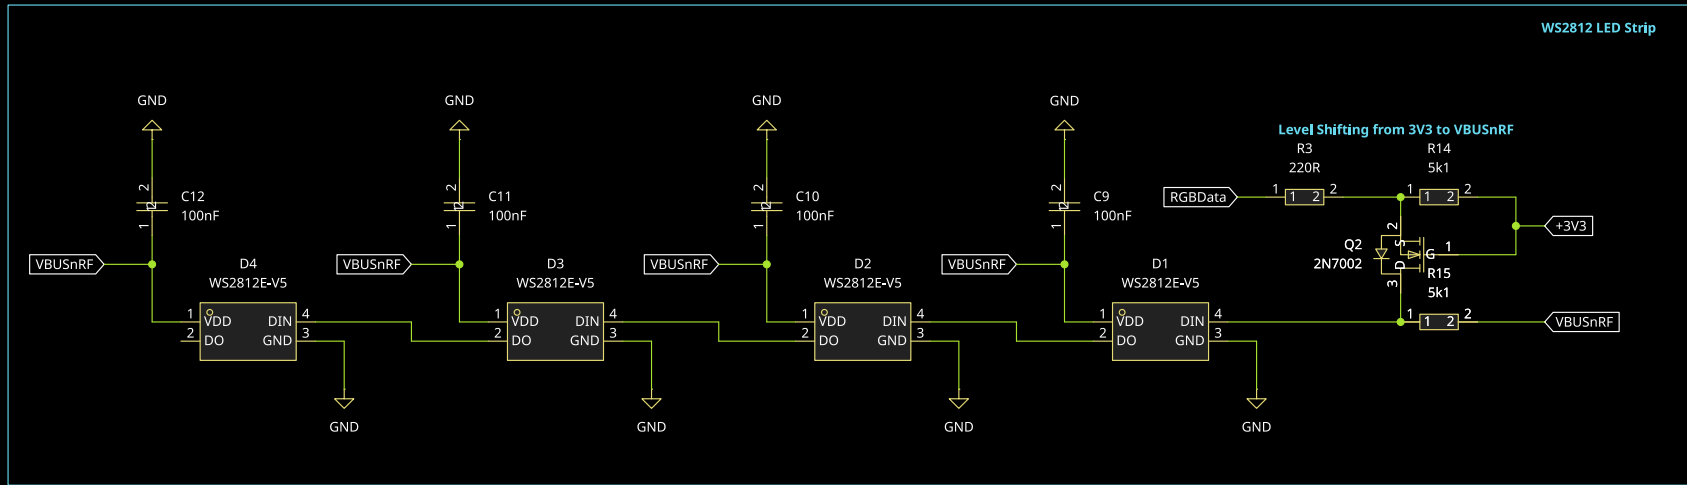 WS2812 LED Strip
GND
GND
GND
GND
Level Shifting from 3V3 to VBUSnRF
R3
220R
R14
5k1
2
C12
100nF
1
2
C11
100nF
1
2
C10
100nF
1
2
C9
100nF
1
RGBData
1
1 2
2
1
1 2
2
+3V3
2
S
Q2
2N7002
G
1
D
3
R15
5k1
VBUSnRF
VBUSnRF
VBUSnRF
VBUSnRF
D4
WS2812E-V5
D3
WS2812E-V5
D2
WS2812E-V5
D1
WS2812E-V5
1 VDD DIN 4
2 DO GND 3
1 VDD DIN 4
2 DO GND 3
1 VDD DIN 4
2 DO GND 3
1 VDD DIN 4
2 DO GND 3
1
1 2
2
VBUSnRF
GND
GND
GND
GND